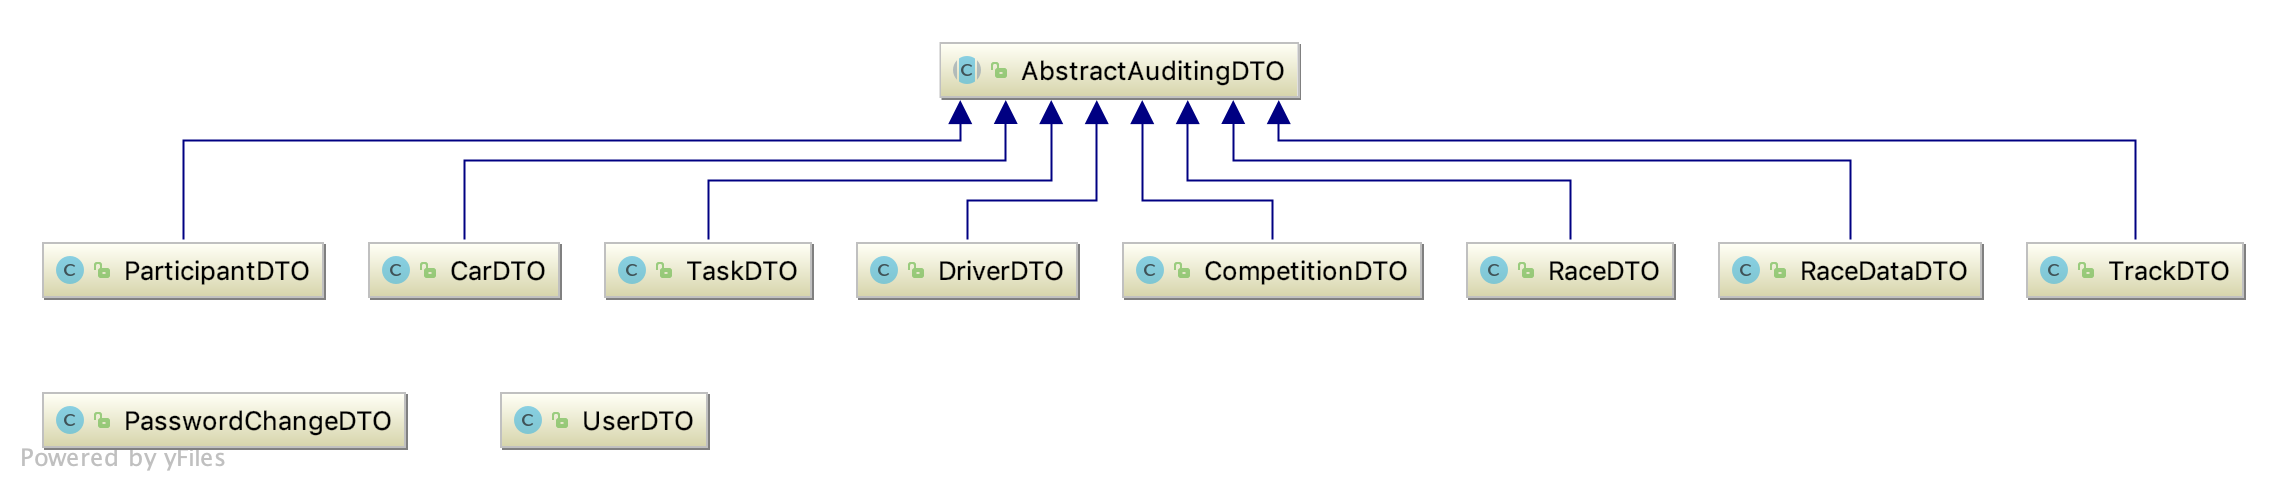 AbstractAuditingDTO
ParticipantDTO
CarDTO
TaskDTO
DriverDTO
CompetitionDTO
RaceDTO
RaceDataDTO
TrackDTO
PasswordChangeDTO
UserDTO
Powered by yFiles